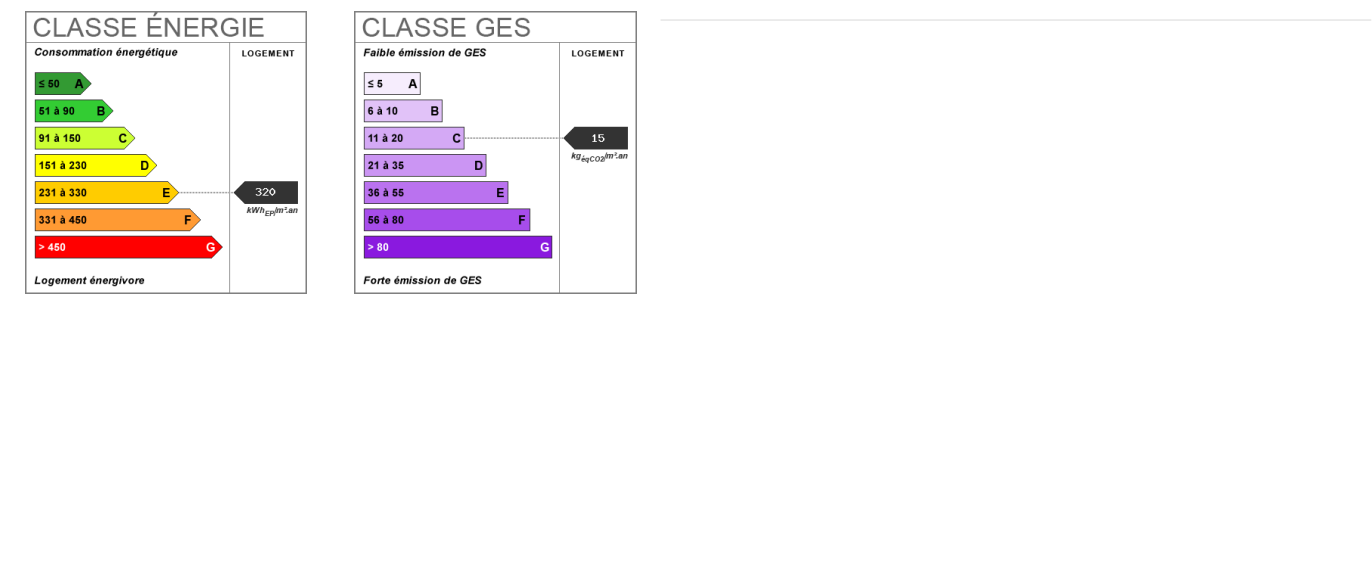 CLASSE ÉNERGIE
Consommation énergétique
LOGEMENT
≤ 50 A
51 à 90 B
91 à 150 C
151 à 230 D
231 à 330 E
320
kWhEP/m².an
331 à 450 F
> 450 G
Logement énergivore
CLASSE GES
Faible émission de GES
LOGEMENT
≤ 5 A
6 à 10 B
11 à 20 C
15
kgéqCO2/m².an
21 à 35 D
36 à 55 E
56 à 80 F
> 80 G
Forte émission de GES